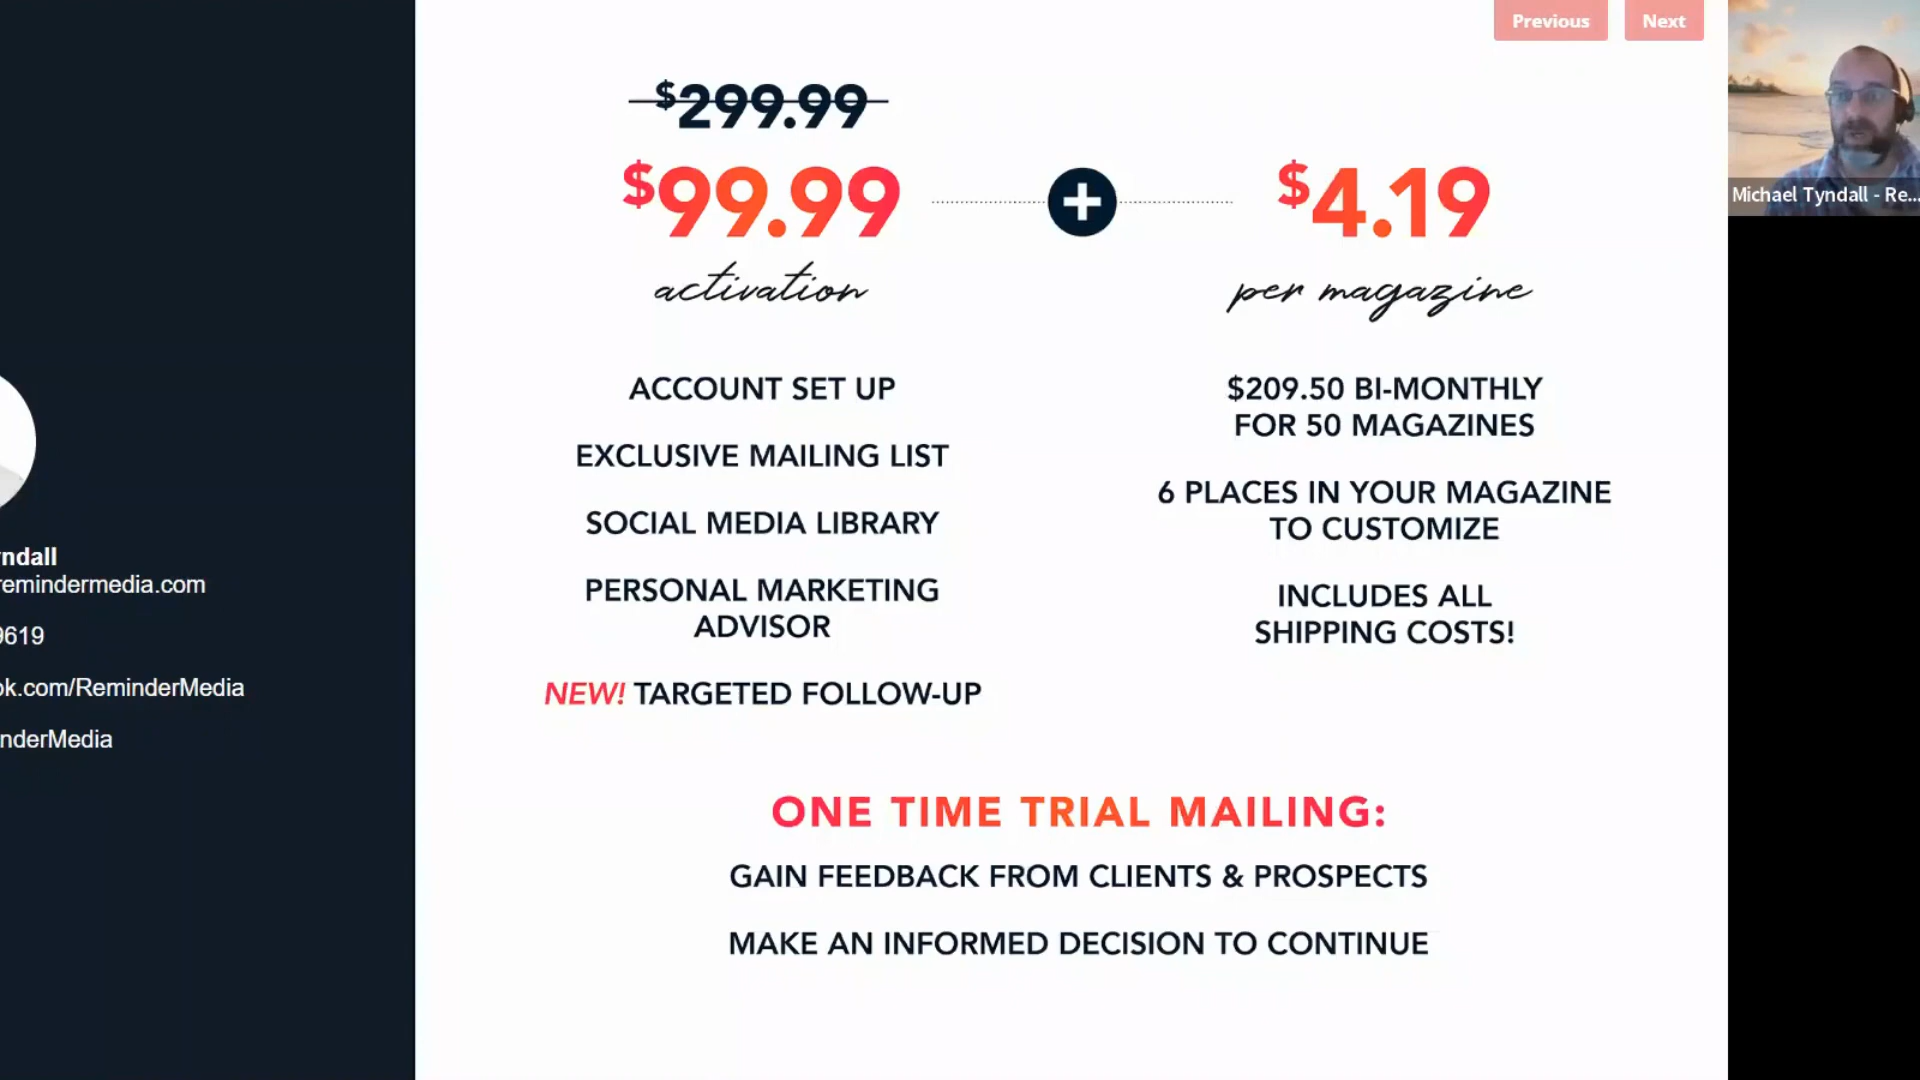 Previous
Next
$299.99
$99.99
$4.19
activation
per magazine
ACCOUNT SET UP
EXCLUSIVE MAILING LIST
SOCIAL MEDIA LIBRARY
PERSONAL MARKETING
ADVISOR
NEW! TARGETED FOLLOW-UP
$209.50 BI-MONTHLY
FOR 50 MAGAZINES
6 PLACES IN YOUR MAGAZINE
TO CUSTOMIZE
INCLUDES ALL
SHIPPING COSTS!
ONE TIME TRIAL MAILING:
GAIN FEEDBACK FROM CLIENTS & PROSPECTS
MAKE AN INFORMED DECISION TO CONTINUE
ndall
remindermedia.com
9619
ok.com/ReminderMedia
nderMedia
Michael Tyndall - Re...